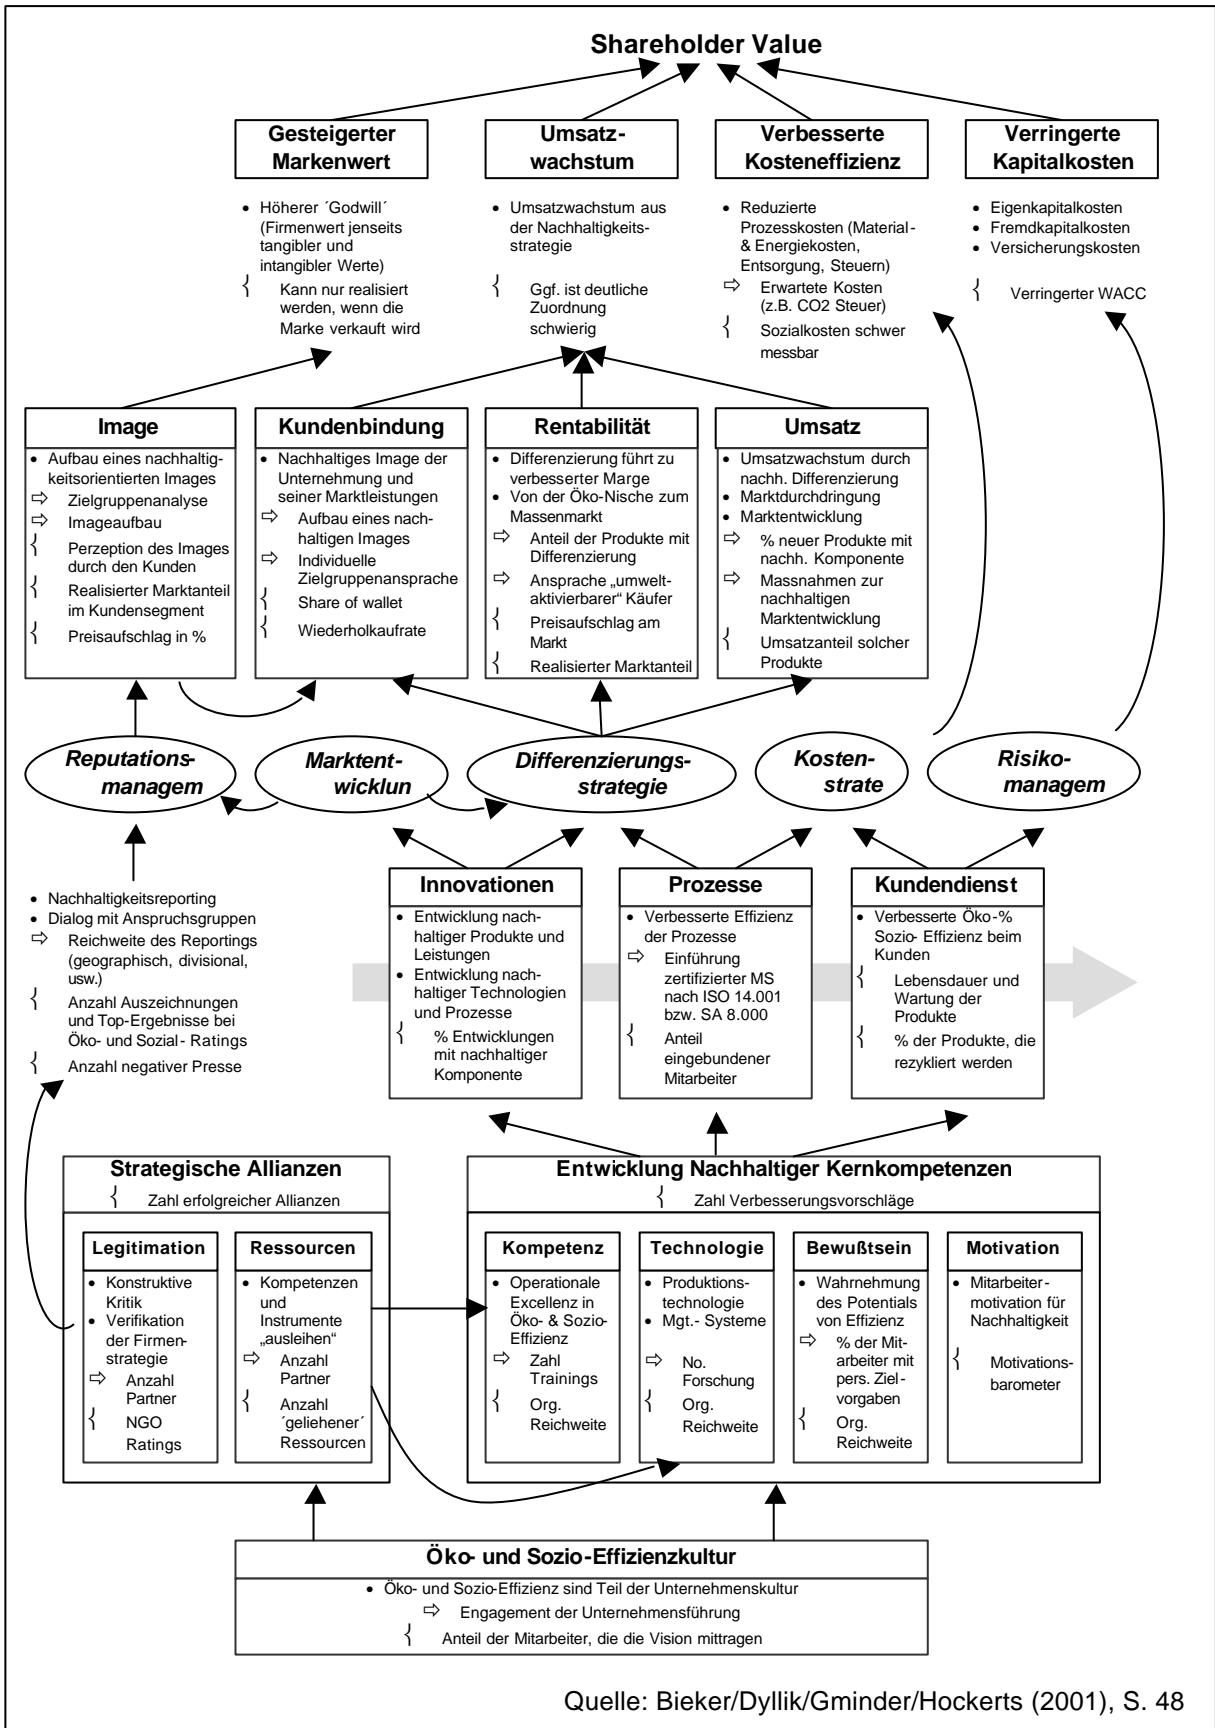 Shareholder Value
Gesteigerter
Markenwert
Umsatz-
wachstum
Verbesserte
Kosteneffizienz
Verringerte
Kapitalkosten
• Höherer ´Godwill´
(Firmenwert jenseits
tangibler und
intangibler Werte)
⎨ Kann nur realisiert
werden, wenn die
Marke verkauft wird
• Umsatzwachstum aus
der Nachhaltigkeits-
strategie
⎨ Ggf. ist deutliche
Zuordnung
schwierig
• Reduzierte
Prozesskosten (Material-
& Energiekosten,
Entsorgung, Steuern)
⇨ Erwartete Kosten
(z.B. CO2 Steuer)
⎨ Sozialkosten schwer
messbar
• Eigenkapitalkosten
• Fremdkapitalkosten
• Versicherungskosten
⎨ Verringerter WACC
Image
• Aufbau eines nachhaltig-
keitsorientierten Images
⇨ Zielgruppenanalyse
⇨ Imageaufbau
⎨ Perzeption des Images
durch den Kunden
⎨ Realisierter Marktanteil
im Kundensegment
⎨ Preisaufschlag in %
Kundenbindung
• Nachhaltiges Image der
Unternehmung und
seiner Marktleistungen
⇨ Aufbau eines nach-
haltigen Images
⇨ Individuelle
Zielgruppenansprache
⎨ Share of wallet
⎨ Wiederholkaufrate
Rentabilität
• Differenzierung führt zu
verbesserter Marge
• Von der Öko-Nische zum
Massenmarkt
⇨ Anteil der Produkte mit
Differenzierung
⇨ Ansprache „umwelt-
aktivierbarer“ Käufer
⎨ Preisaufschlag am
Markt
⎨ Realisierter Marktanteil
Umsatz
• Umsatzwachstum durch
nachh. Differenzierung
• Marktdurchdringung
• Marktentwicklung
⇨ % neuer Produkte mit
nachh. Komponente
⇨ Massnahmen zur
nachhaltigen
Marktentwicklung
⎨ Umsatzanteil solcher
Produkte
Reputations-
managem
Marktent-
wicklun
Differenzierungs-
strategie
Kosten-
strate
Risiko-
managem
• Nachhaltigkeitsreporting
• Dialog mit Anspruchsgruppen
⇨ Reichweite des Reportings
(geographisch, divisional,
usw.)
⎨ Anzahl Auszeichnungen
und Top-Ergebnisse bei
Öko- und Sozial- Ratings
⎨ Anzahl negativer Presse
Innovationen
• Entwicklung nach-
haltiger Produkte und
Leistungen
• Entwicklung nach-
haltiger Technologien
und Prozesse
⎨ % Entwicklungen
mit nachhaltiger
Komponente
Prozesse
• Verbesserte Effizienz
der Prozesse
⇨ Einführung
zertifizierter MS
nach ISO 14.001
bzw. SA 8.000
⎨ Anteil
eingebundener
Mitarbeiter
Kundendienst
• Verbesserte Öko-%
Sozio- Effizienz beim
Kunden
⎨ Lebensdauer und
Wartung der
Produkte
⎨ % der Produkte, die
rezykliert werden
Strategische Allianzen
⎨ Zahl erfolgreicher Allianzen
Legitimation
• Konstruktive
Kritik
• Verifikation
der Firmen-
strategie
⇨ Anzahl
Partner
⎨ NGO
Ratings
Ressourcen
• Kompetenzen
und
Instrumente
„ausleihen“
⇨ Anzahl
Partner
⎨ Anzahl
´geliehener´
Ressourcen
Entwicklung Nachhaltiger Kernkompetenzen
⎨ Zahl Verbesserungsvorschläge
Kompetenz
• Operationale
Excellenz in
Öko- & Sozio-
Effizienz
⇨ Zahl
Trainings
⎨ Org.
Reichweite
Technologie
• Produktions-
technologie
• Mgt.- Systeme
⇨ No.
Forschung
⎨ Org.
Reichweite
Bewußtsein
• Wahrnehmung
des Potentials
von Effizienz
⇨ % der Mit-
arbeiter mit
pers. Ziel-
vorgaben
⎨ Org.
Reichweite
Motivation
• Mitarbeiter-
motivation für
Nachhaltigkeit
⎨ Motivations-
barometer
Öko- und Sozio-Effizienzkultur
• Öko- und Sozio-Effizienz sind Teil der Unternehmenskultur
⇨ Engagement der Unternehmensführung
⎨ Anteil der Mitarbeiter, die die Vision mittragen
Quelle: Bieker/Dyllik/Gminder/Hockerts (2001), S. 48